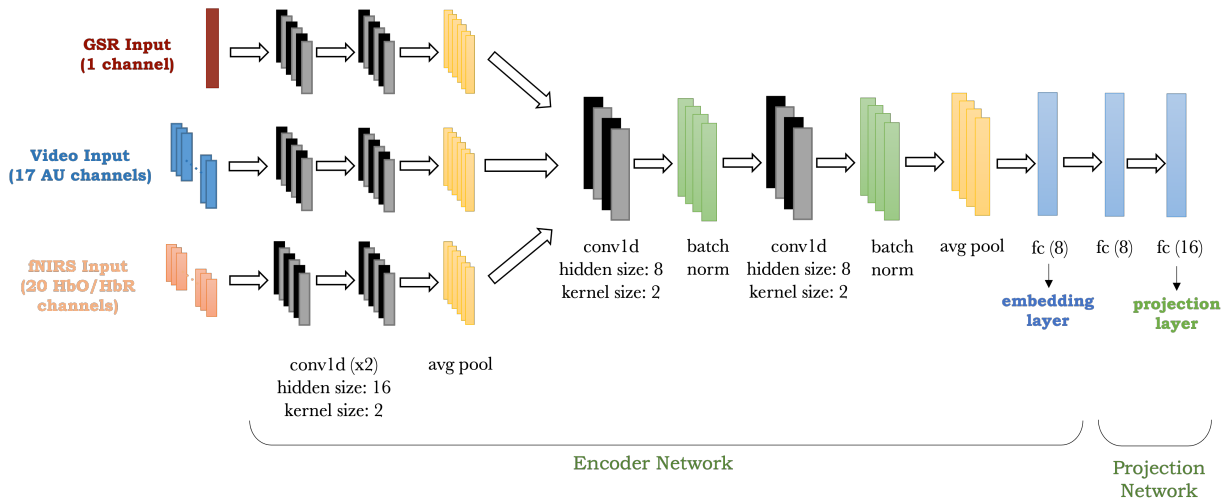 GSR Input
(1 channel)
Video Input
(17 AU channels)
fNIRS Input
(20 HbO/HbR
channels)
conv1d (x2)
hidden size: 16
kernel size: 2
avg pool
conv1d
hidden size: 8
kernel size: 2
batch
norm
conv1d
hidden size: 8
kernel size: 2
batch
norm
avg pool
fc (8)
embedding
layer
fc (8)
fc (16)
projection
layer
Encoder Network
Projection
Network